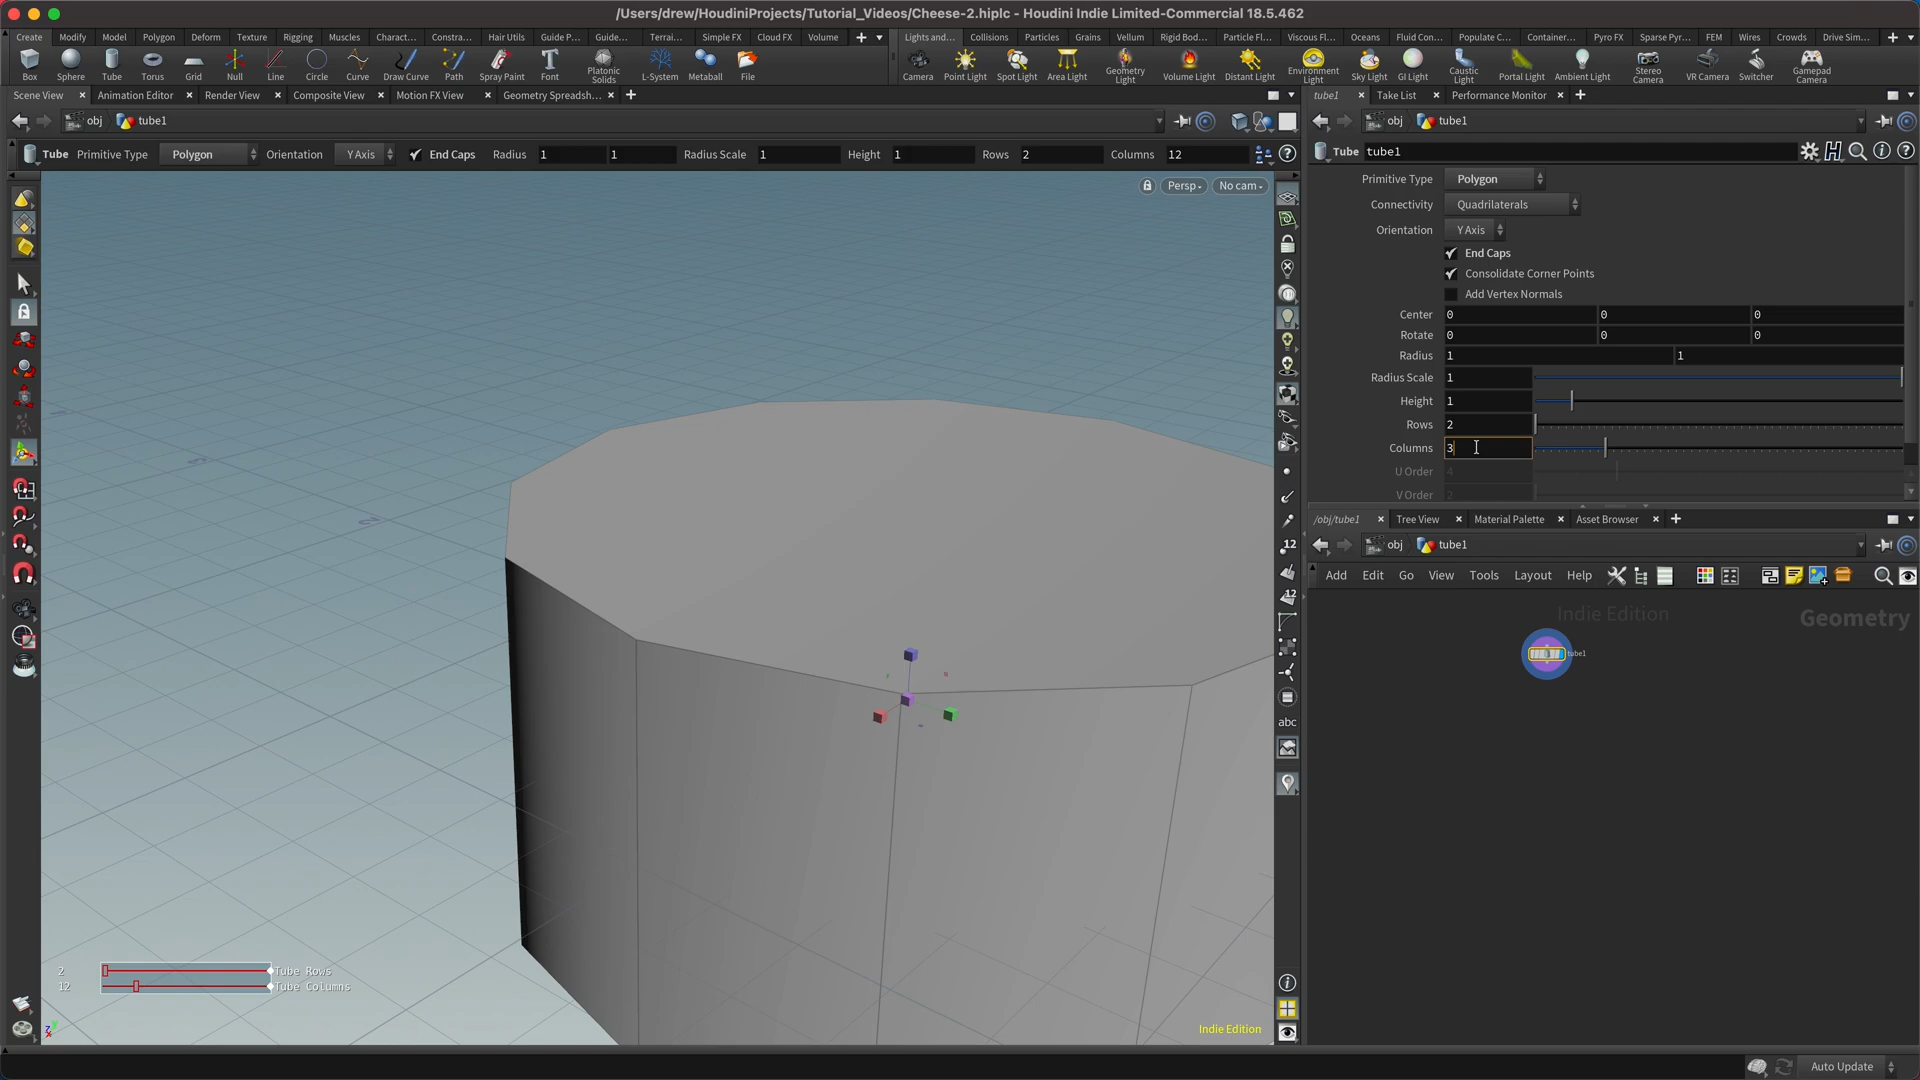 /Users/drew/HoudiniProjects/Tutorial_Videos/Cheese-2.hiplc - Houdini Indie Limited-Commercial 18.5.462
Create Modify Model Polygon Deform Texture Rigging Muscles Charact... Constra... Hair Utils Guide P... Guide... Terrai... Simple FX Cloud FX Volume
Lights and... Collisions Particles Grains Vellum Rigid Bod... Particle Fl... Viscous Fl... Oceans Fluid Con... Populate C... Container... Pyro FX Sparse Pyr... FEM Wires Crowds Drive Sim...
Box Sphere Tube Torus Grid Null Line Circle Curve Draw Curve Path Spray Paint Font Platonic Solids L-System Metaball File
Camera Point Light Spot Light Area Light Geometry Light Volume Light Distant Light Environment Light Sky Light GI Light Caustic Light Portal Light Ambient Light Stereo Camera VR Camera Switcher Gamepad Camera
Scene View Animation Editor Render View Composite View Motion FX View Geometry Spreadsh...
obj tube1
Tube Primitive Type Polygon Orientation Y Axis End Caps Radius 1 1 Radius Scale 1 Height 1 Rows 2 Columns 12
Persp No cam
12
12
abc
2 Tube Rows
12 Tube Columns
Indie Edition
tube1 Take List Performance Monitor
obj tube1
Tube tube1
Primitive Type Polygon
Connectivity Quadrilaterals
Orientation Y Axis
End Caps
Consolidate Corner Points
Add Vertex Normals
Center 0 0 0
Rotate 0 0 0
Radius 1 1
Radius Scale 1
Height 1
Rows 2
Columns 3
U Order 4
V Order 2
/obj/tube1 Tree View Material Palette Asset Browser
obj tube1
Add Edit Go View Tools Layout Help
Indie Edition
Geometry
tube1
Auto Update